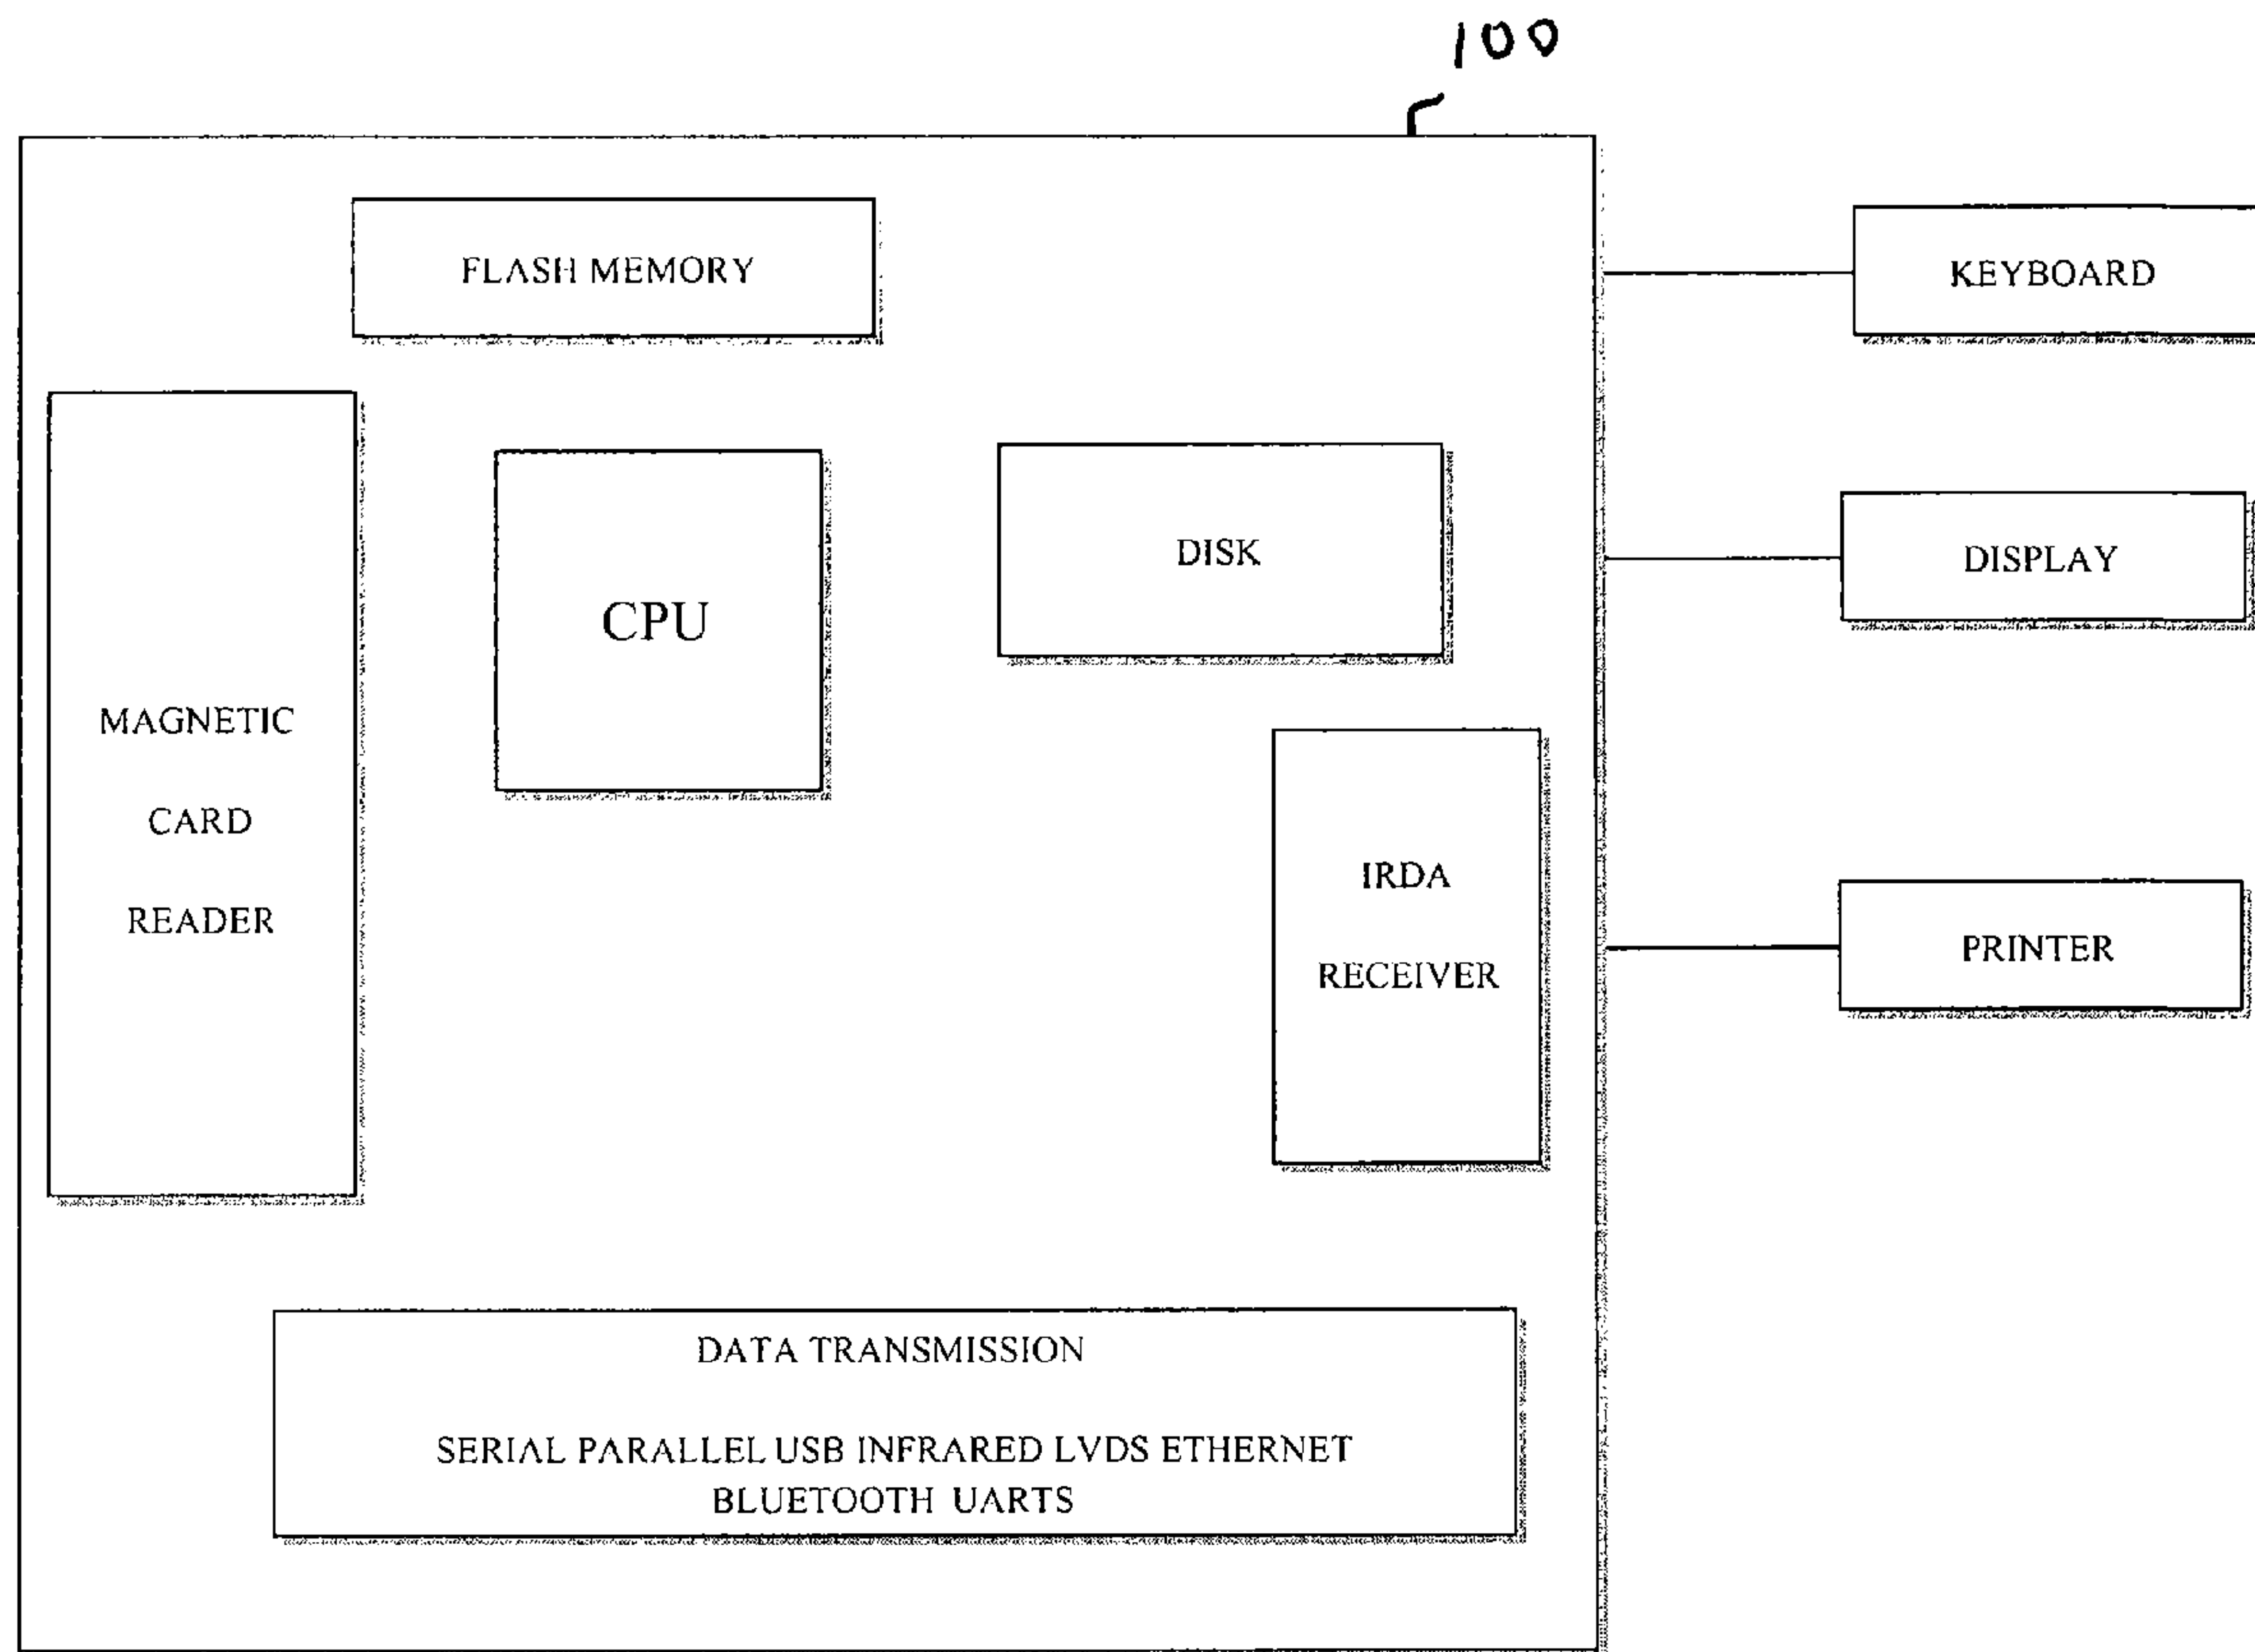 100
FLASH MEMORY
KEYBOARD
CPU
DISK
DISPLAY
MAGNETIC
CARD
READER
IRDA
RECEIVER
PRINTER
DATA TRANSMISSION
SERIAL PARALLEL USB INFRARED LVDS ETHERNET
BLUETOOTH UARTS